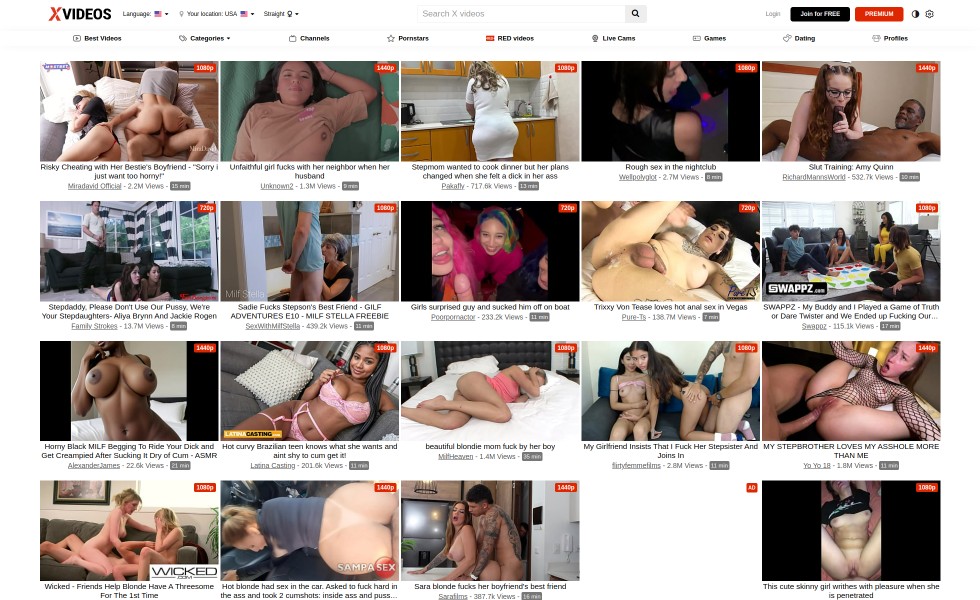 XVIDEOS
Language:
Your location: USA
Straight
Search X videos
Login
Join for FREE
PREMIUM
Best Videos
Categories
Channels
Pornstars
RED videos
Live Cams
Games
Dating
Profiles
1080p
1440p
1080p
1080p
1440p
Risky Cheating with Her Bestie's Boyfriend - "Sorry i
just want too horny!"
Miradavid Official - 2.2M Views - 15 min
Unfaithful girl fucks with her neighbor when her
husband
Unknown2 - 1.3M Views - 9 min
Stepmom wanted to cook dinner but her plans
changed when she felt a dick in her ass
Pakafly - 717.6k Views - 13 min
Rough sex in the nightclub
Wellpolyglot - 2.7M Views - 8 min
Slut Training: Amy Quinn
RichardMannsWorld - 532.7k Views - 10 min
720p
1080p
Milf Stella
720p
720p
1080p
SWAPPZ.com
Stepdaddy, Please Don't Use Our Pussy, We're
Your Stepdaughters- Aliya Brynn And Jackie Rogen
Family Strokes - 13.7M Views - 8 min
Sadie Fucks Stepson's Best Friend - GILF
ADVENTURES E10 - MILF STELLA FREEBIE
SexWithMilfStella - 439.2k Views - 11 min
Girls surprised guy and sucked him off on boat
Poorpornactor - 233.2k Views - 11 min
Trixxy Von Tease loves hot anal sex in Vegas
Pure-Ts - 138.7M Views - 7 min
SWAPPZ - My Buddy and I Played a Game of Truth
or Dare Twister and We Ended up Fucking Our...
Swappz - 115.1k Views - 17 min
1440p
1080p
LATINACASTING.com
1080p
1080p
1440p
Horny Black MILF Begging To Ride Your Dick and
Get Creampied After Sucking It Dry of Cum - ASMR
AlexanderJames - 22.6k Views - 21 min
Hot curvy Brazilian teen knows what she wants and
aint shy to cum get it!
Latina Casting - 201.6k Views - 11 min
beautiful blondie mom fuck by her boy
MilfHeaven - 1.4M Views - 35 min
My Girlfriend Insists That I Fuck Her Stepsister And
Joins In
flirtyfemmefilms - 2.8M Views - 11 min
MY STEPBROTHER LOVES MY ASSHOLE MORE
THAN ME
Yo Yo 18 - 1.8M Views - 11 min
1080p
WICKED
.COM
1440p
SAMPA SEX
1440p
AD
1080p
Wicked - Friends Help Blonde Have A Threesome
For The 1st Time
Hot blonde had sex in the car. Asked to fuck hard in
the ass and took 2 cumshots: inside ass and puss...
Sara blonde fucks her boyfriend's best friend
Sarafilms - 387.7k Views - 16 min
This cute skinny girl writhes with pleasure when she
is penetrated